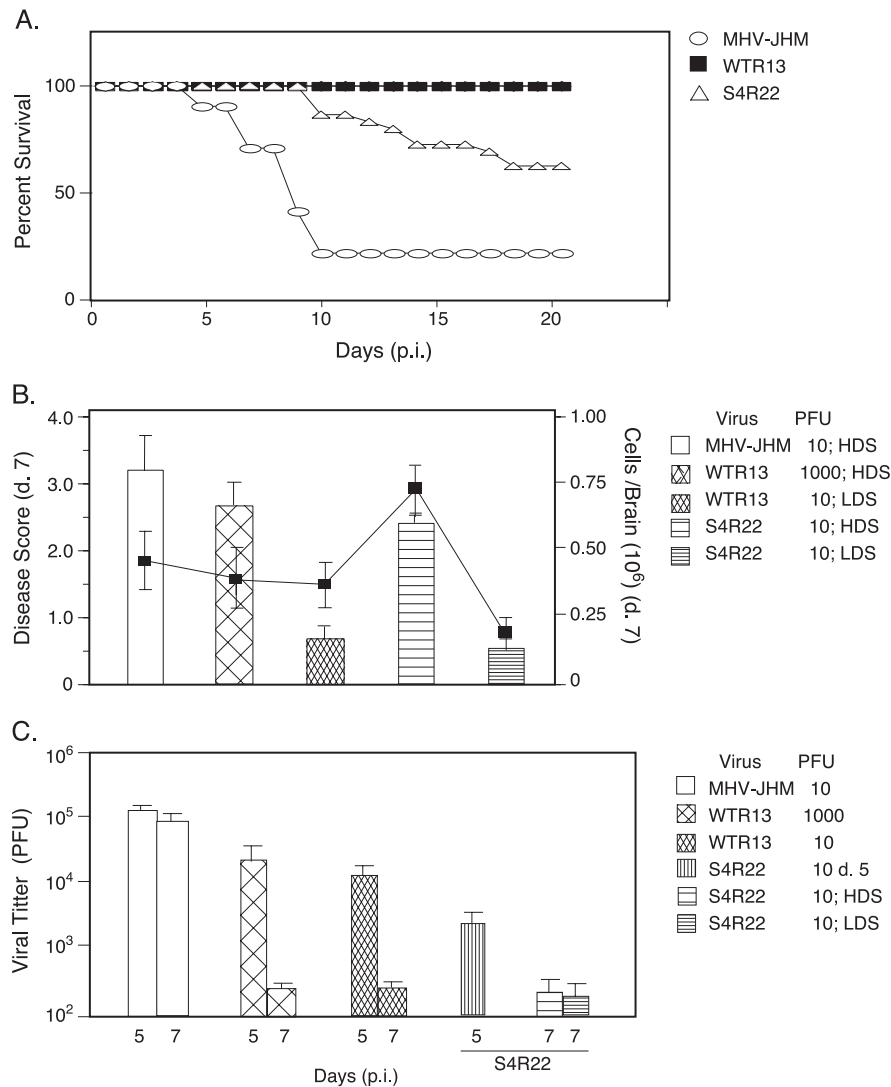 A.
MHV-JHM
WTR13
S4R22
Percent Survival
100
50
0
0 5 10 15 20
Days (p.i.)
B.
Disease Score (d. 7)
4.0
3.0
2.0
1.0
0
1.00
0.75
0.50
0.25
0
Cells /Brain (10⁶) (d. 7)
Virus PFU
MHV-JHM 10; HDS
WTR13 1000; HDS
WTR13 10; LDS
S4R22 10; HDS
S4R22 10; LDS
C.
Viral Titter (PFU)
10⁶
10⁵
10⁴
10³
10²
5 7 5 7 5 7 5 7 7
S4R22
Days (p.i.)
Virus PFU
MHV-JHM 10
WTR13 1000
WTR13 10
S4R22 10 d. 5
S4R22 10; HDS
S4R22 10; LDS